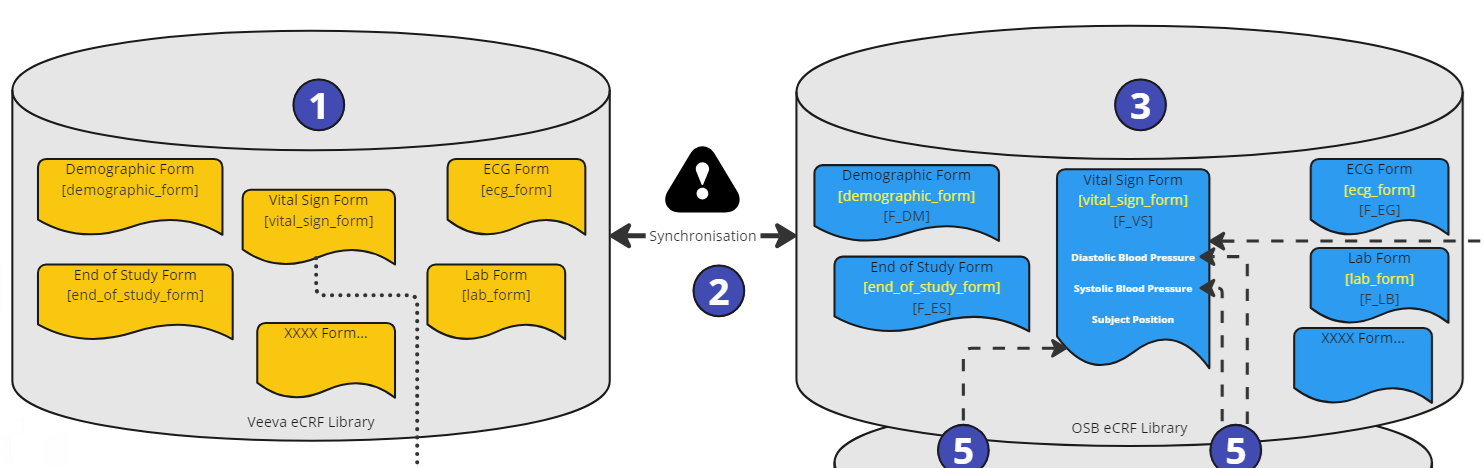 1
Demographic Form
[demographic_form]
Vital Sign Form
[vital_sign_form]
ECG Form
[ecg_form]
End of Study Form
[end_of_study_form]
Lab Form
[lab_form]
XXXX Form...
Veeva eCRF Library
!
Synchronisation
2
3
Demographic Form
[demographic_form]
[F_DM]
Vital Sign Form
[vital_sign_form]
[F_VS]
Diastolic Blood Pressure
Systolic Blood Pressure
Subject Position
ECG Form
[ecg_form]
[F_EG]
End of Study Form
[end_of_study_form]
[F_ES]
Lab Form
[lab_form]
[F_LB]
XXXX Form...
OSB eCRF Library
5
5